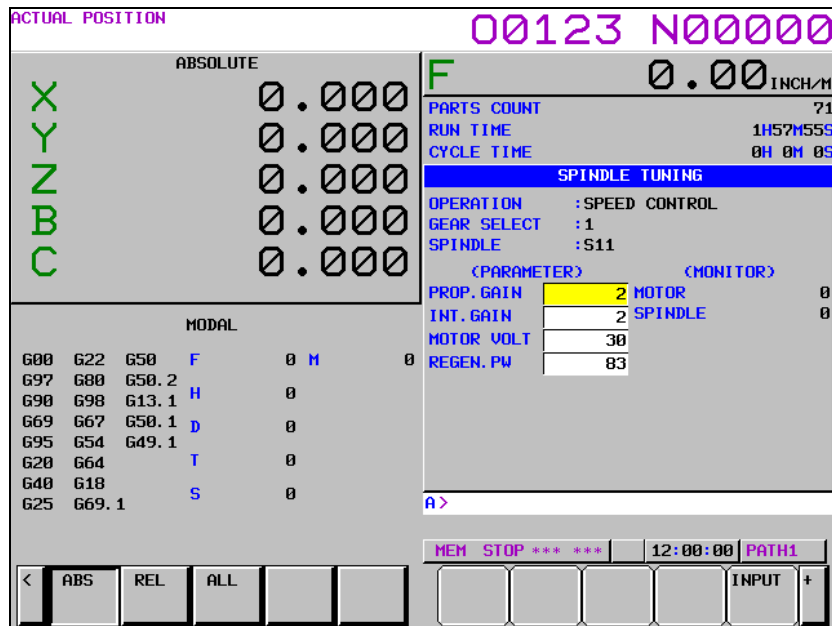 ACTUAL POSITION
O0123 N00000
ABSOLUTE
X 0.000
Y 0.000
Z 0.000
B 0.000
C 0.000
MODAL
G00 G22 G50 F 0 M 0
G97 G80 G50.2
G90 G98 G13.1 H 0
G69 G67 G50.1 D 0
G95 G54 G49.1
G20 G64 T 0
G40 G18
G25 G69.1 S 0
F 0.00 INCH/M
PARTS COUNT 71
RUN TIME 1H57M55S
CYCLE TIME 0H 0M 0S
SPINDLE TUNING
OPERATION :SPEED CONTROL
GEAR SELECT :1
SPINDLE :S11
(PARAMETER) (MONITOR)
PROP.GAIN 2 MOTOR 0
INT.GAIN 2 SPINDLE 0
MOTOR VOLT 30
REGEN.PW 83
A>
MEM STOP *** *** 12:00:00 PATH1
< ABS REL ALL INPUT +